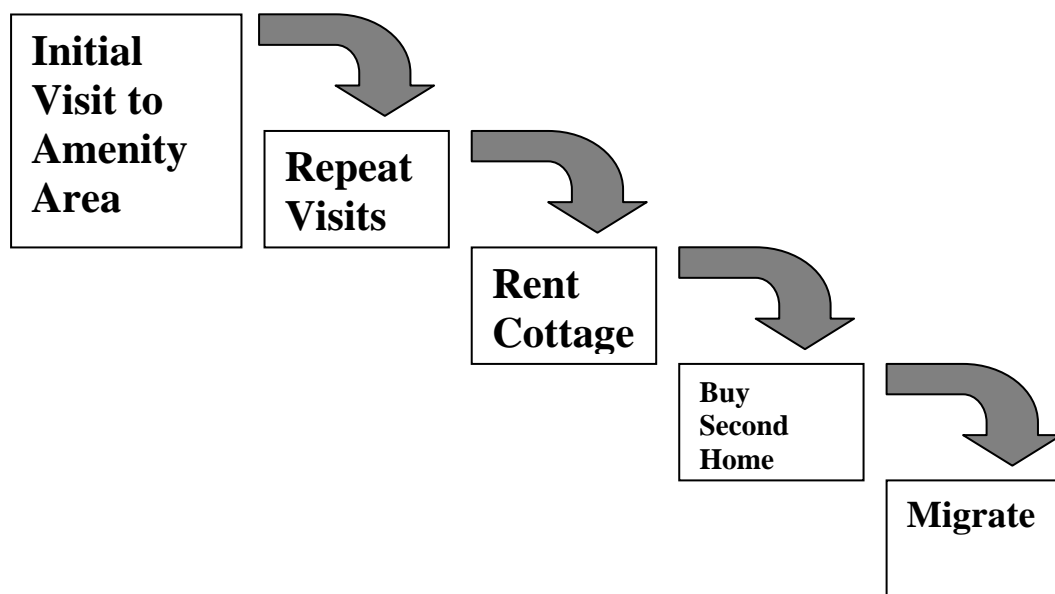 Initial
Visit to
Amenity
Area
Repeat
Visits
Rent
Cottage
Buy
Second
Home
Migrate